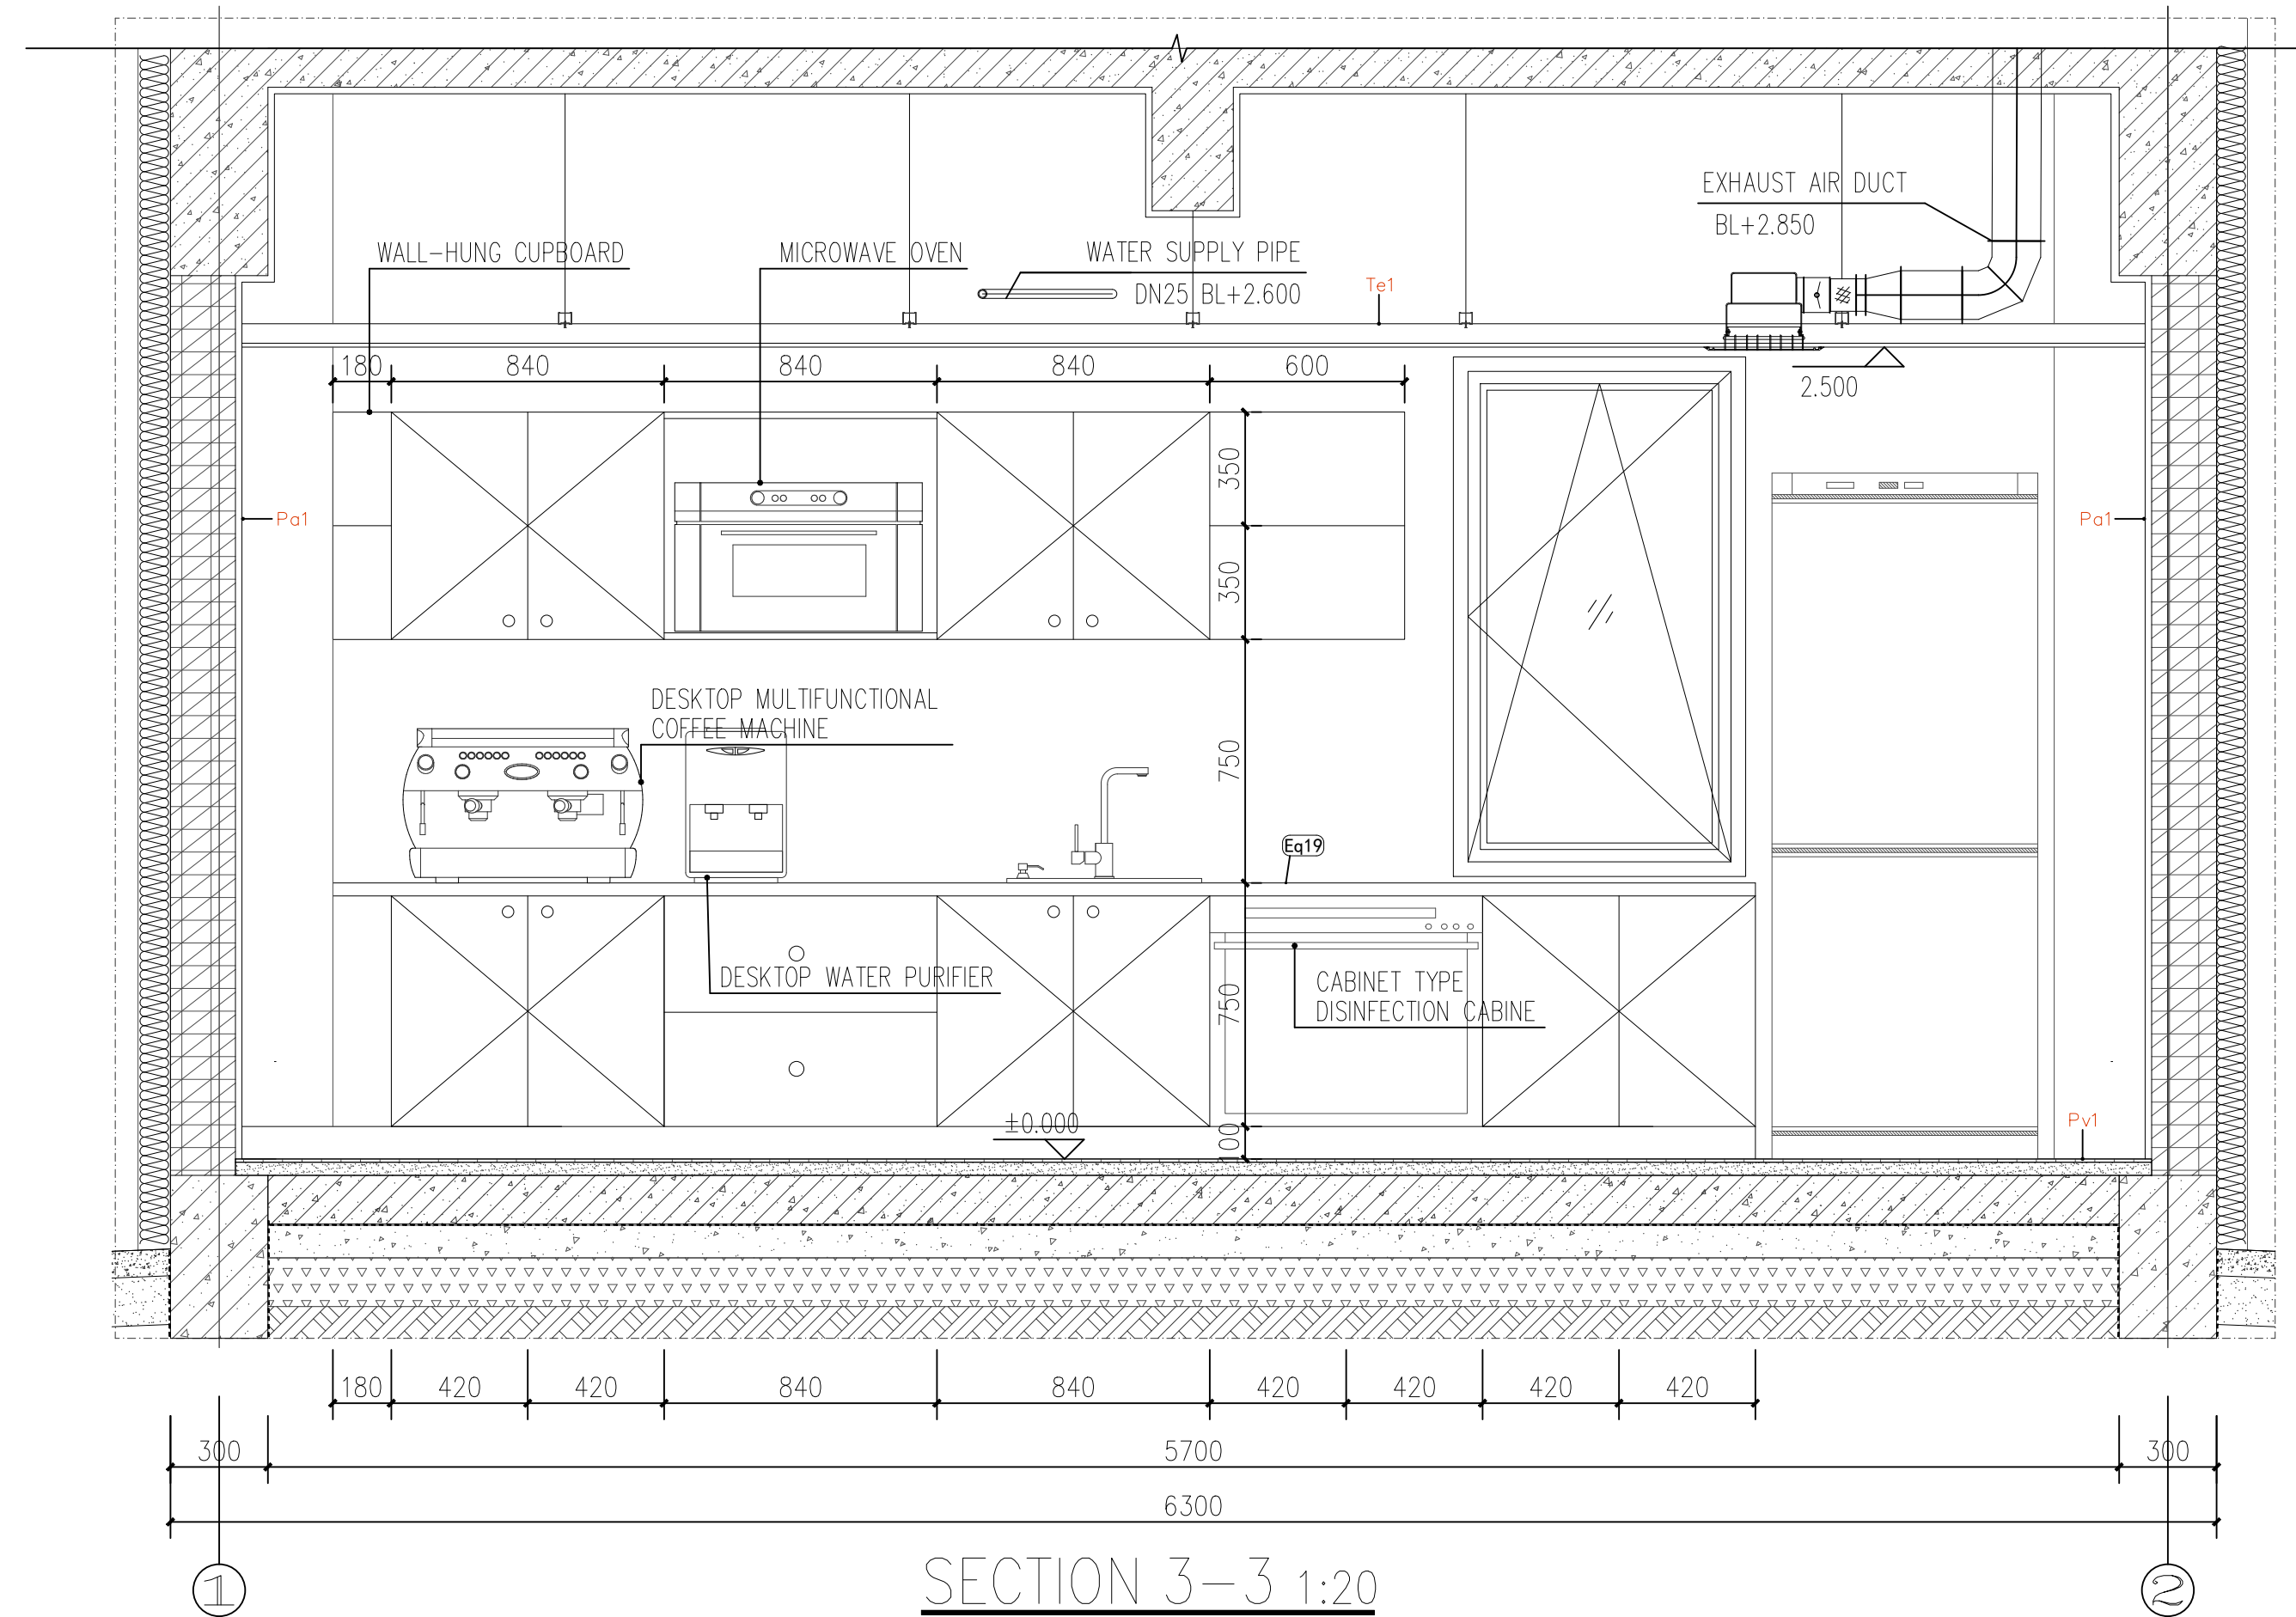 EXHAUST AIR DUCT
BL+2.850
WALL-HUNG CUPBOARD
MICROWAVE OVEN
WATER SUPPLY PIPE
DN25 BL+2.600
Te1
180
840
840
840
600
2.500
350
Pa1
Pa1
350
DESKTOP MULTIFUNCTIONAL
COFFEE MACHINE
750
Eq19
DESKTOP WATER PURIFIER
CABINET TYPE
DISINFECTION CABINE
750
±0.000
100
Pv1
180
420
420
840
840
420
420
420
420
300
5700
300
6300
1
SECTION 3-3 1:20
2